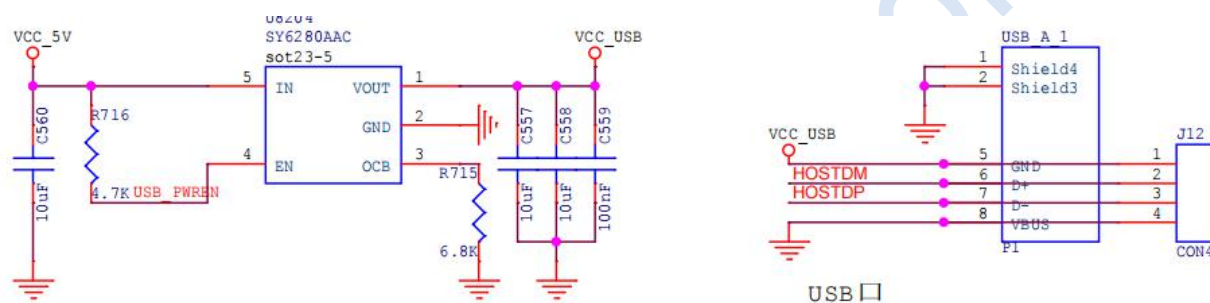 U8204
SY6280AAC
sot23-5
VCC_5V
VCC_USB
5
IN
VOUT
1
GND
2
4
EN
OCB
3
C560
10uF
R716
4.7K
USB_PWREN
R715
6.8K
C557
10uF
C558
10uF
C559
100nF
USB_A_1
1
Shield4
2
Shield3
VCC_USB
5
GND
1
HOSTDM
6
D+
2
HOSTDP
7
D-
3
8
VBUS
4
P1
J12
CON4
USB口